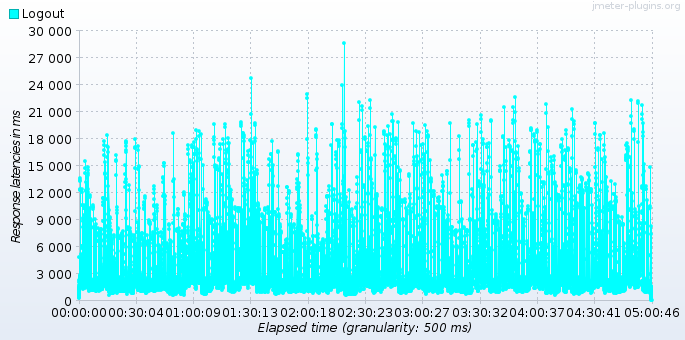 jmeter-plugins.org
Logout
30 000
27 000
24 000
21 000
18 000
15 000
12 000
9 000
6 000
3 000
0
Response latencies in ms
00:00:00 00:30:04 01:00:09 01:30:13 02:00:18 02:30:23 03:00:27 03:30:32 04:00:37 04:30:41 05:00:46
Elapsed time (granularity: 500 ms)